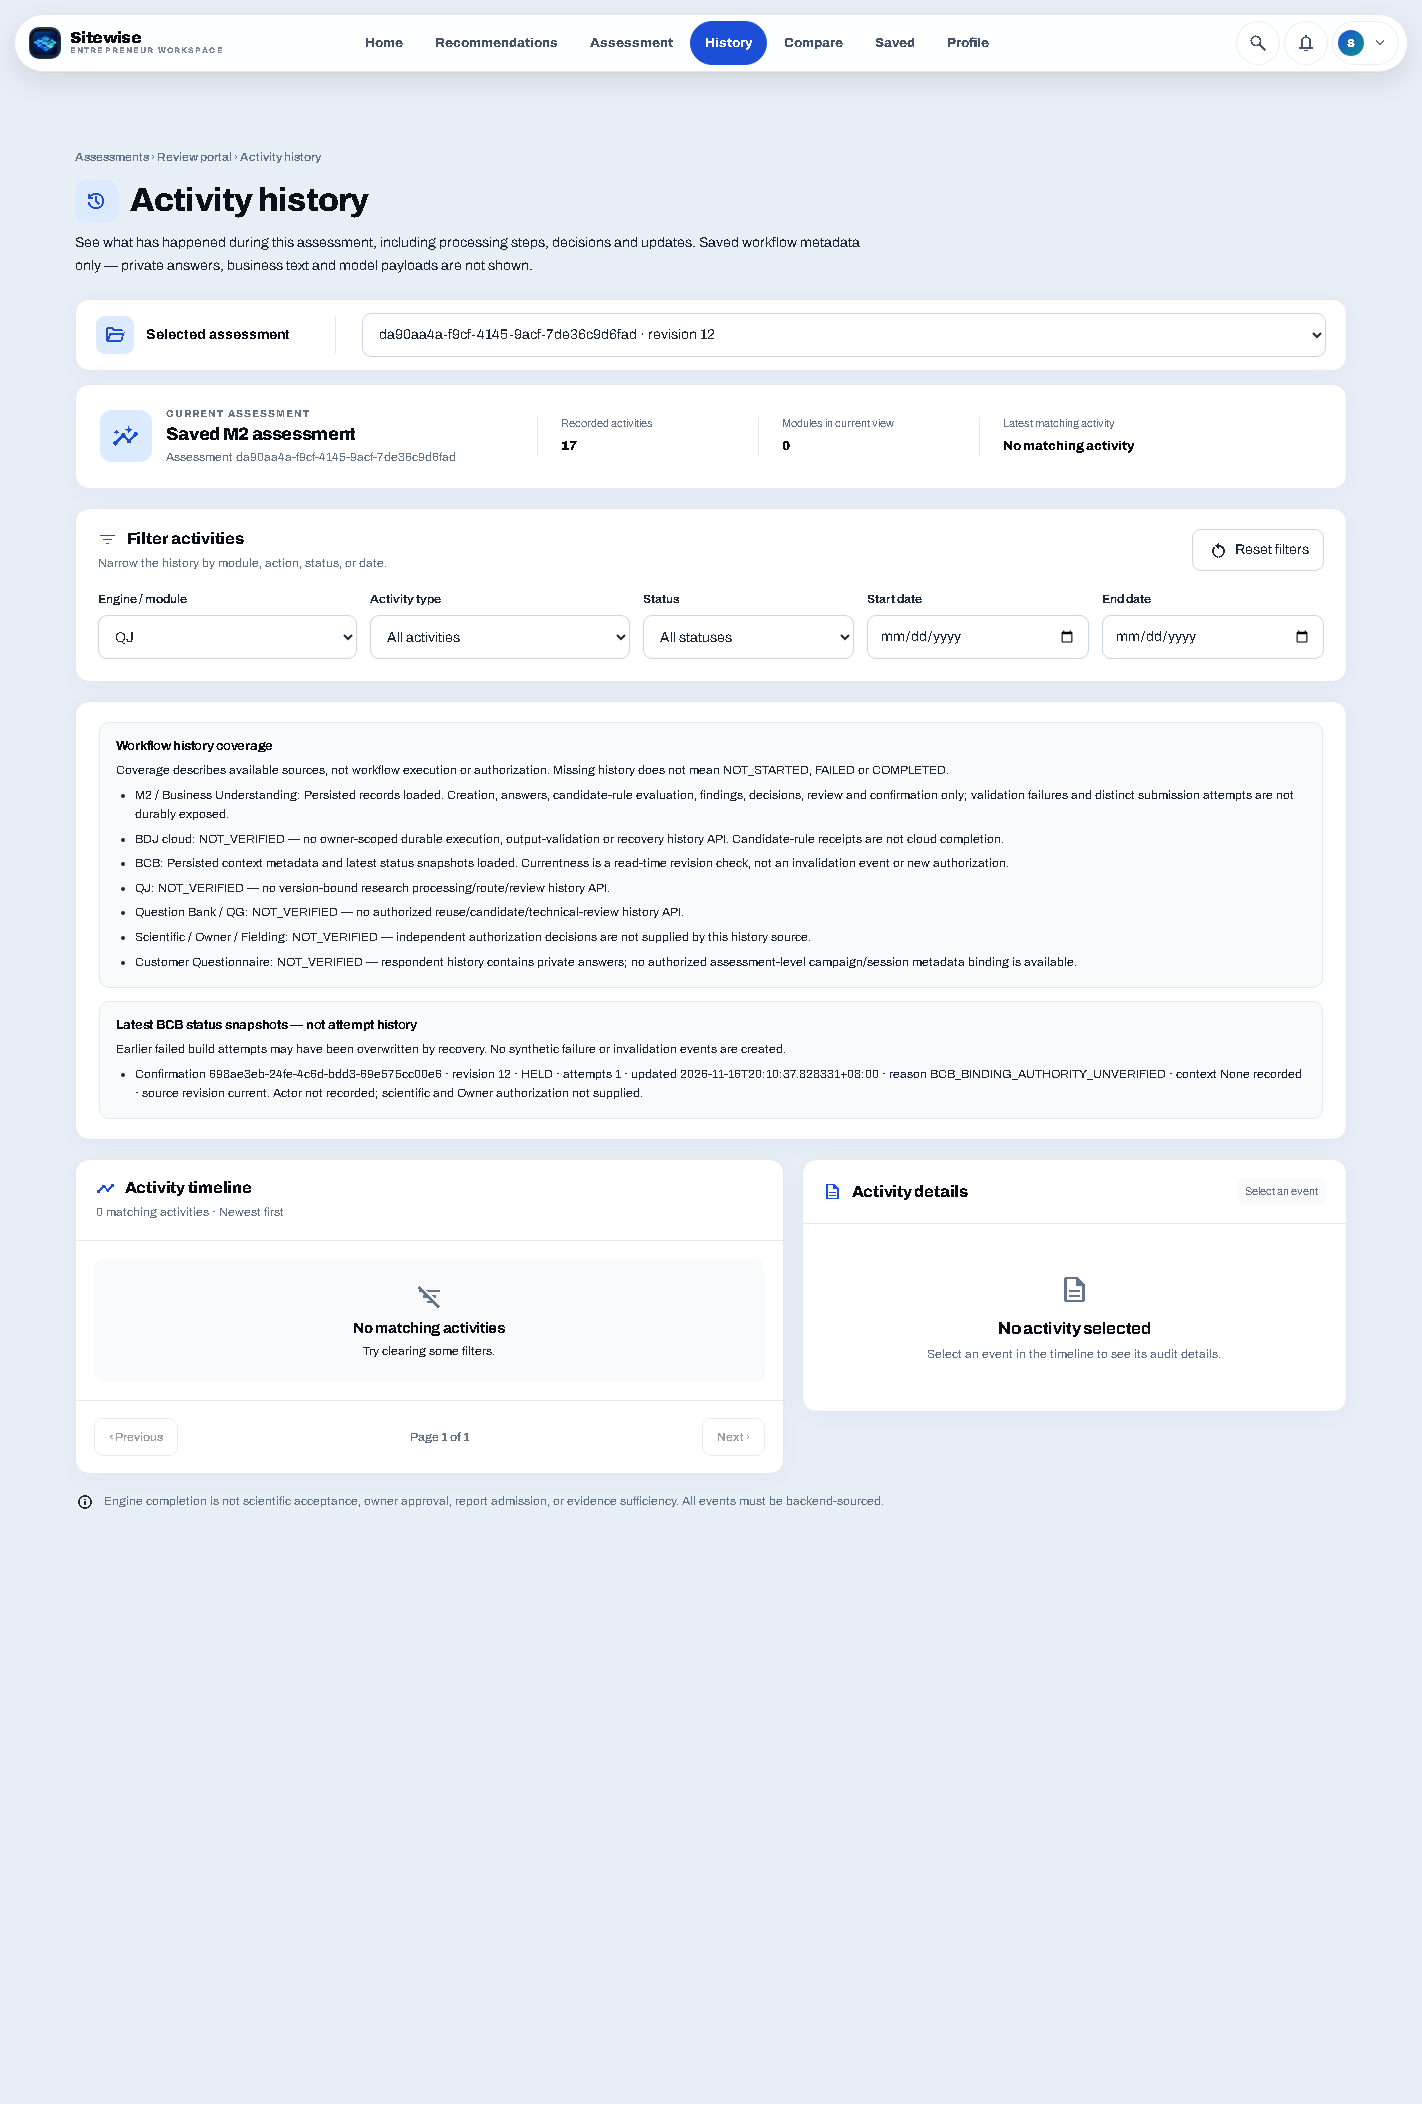 Sitewise
ENTREPRENEUR WORKSPACE
Home
Recommendations
Assessment
History
Compare
Saved
Profile
S
Assessments › Review portal › Activity history
Activity history
See what has happened during this assessment, including processing steps, decisions and updates. Saved workflow metadata
only — private answers, business text and model payloads are not shown.
Selected assessment
da90aa4a-f9cf-4145-9acf-7de36c9d6fad · revision 12
CURRENT ASSESSMENT
Saved M2 assessment
Assessment da90aa4a-f9cf-4145-9acf-7de36c9d6fad
Recorded activities
17
Modules in current view
0
Latest matching activity
No matching activity
Filter activities
Narrow the history by module, action, status, or date.
Reset filters
Engine / module
QJ
Activity type
All activities
Status
All statuses
Start date
mm/dd/yyyy
End date
mm/dd/yyyy
Workflow history coverage
Coverage describes available sources, not workflow execution or authorization. Missing history does not mean NOT_STARTED, FAILED or COMPLETED.
• M2 / Business Understanding: Persisted records loaded. Creation, answers, candidate-rule evaluation, findings, decisions, review and confirmation only; validation failures and distinct submission attempts are not
durably exposed.
• BDJ cloud: NOT_VERIFIED — no owner-scoped durable execution, output-validation or recovery history API. Candidate-rule receipts are not cloud completion.
• BCB: Persisted context metadata and latest status snapshots loaded. Currentness is a read-time revision check, not an invalidation event or new authorization.
• QJ: NOT_VERIFIED — no version-bound research processing/route/review history API.
• Question Bank / QG: NOT_VERIFIED — no authorized reuse/candidate/technical-review history API.
• Scientific / Owner / Fielding: NOT_VERIFIED — independent authorization decisions are not supplied by this history source.
• Customer Questionnaire: NOT_VERIFIED — respondent history contains private answers; no authorized assessment-level campaign/session metadata binding is available.
Latest BCB status snapshots — not attempt history
Earlier failed build attempts may have been overwritten by recovery. No synthetic failure or invalidation events are created.
• Confirmation 698ae3eb-24fe-4c6d-bdd3-69e575cc00e6 · revision 12 · HELD · attempts 1 · updated 2026-11-16T20:10:37.828331+08:00 · reason BCB_BINDING_AUTHORITY_UNVERIFIED · context None recorded
· source revision current. Actor not recorded; scientific and Owner authorization not supplied.
Activity timeline
0 matching activities · Newest first
No matching activities
Try clearing some filters.
‹ Previous
Page 1 of 1
Next ›
Activity details
Select an event
No activity selected
Select an event in the timeline to see its audit details.
Engine completion is not scientific acceptance, owner approval, report admission, or evidence sufficiency. All events must be backend-sourced.